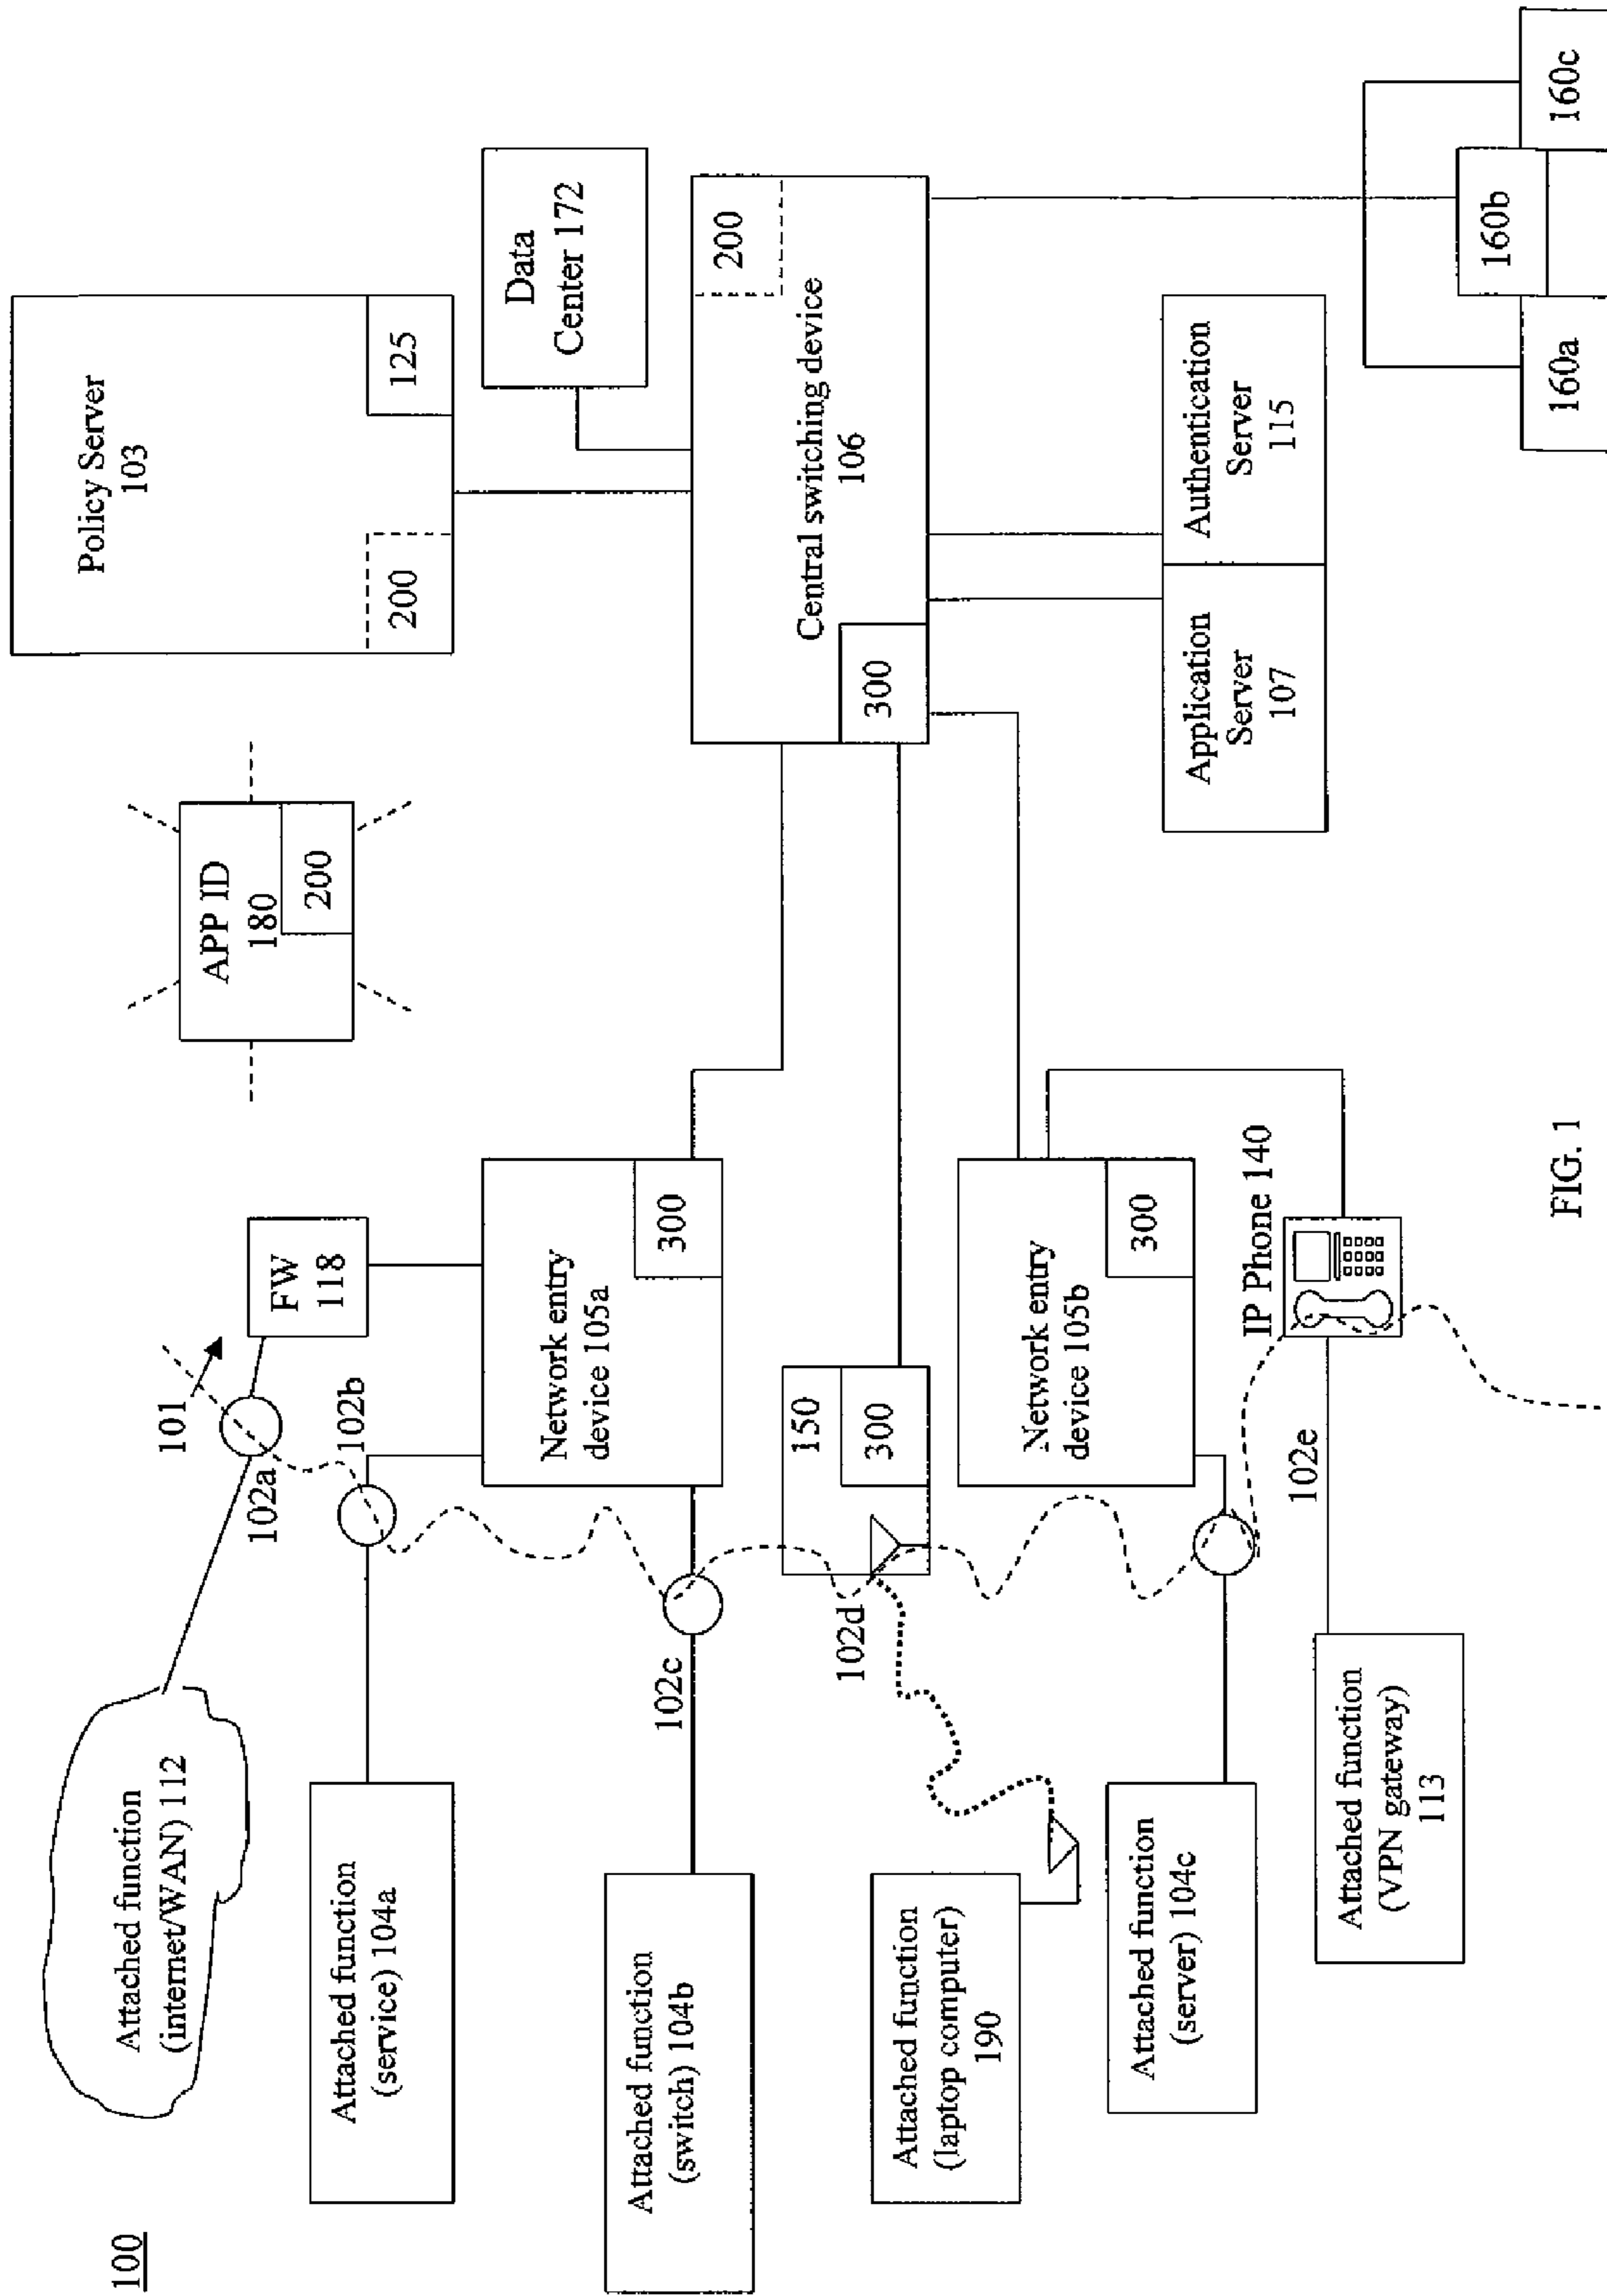 100
Attached function
(internet/WAN) 112
101
102a
FW
118
APP ID
180
200
Policy Server
103
200
125
Attached function
(service) 104a
102b
Network entry
device 105a
300
Data
Center 172
Attached function
(switch) 104b
102c
150
300
102d
Central switching device
106
200
300
Attached function
(laptop computer)
190
Network entry
device 105b
300
Attached function
(server) 104c
IP Phone 140
102e
Attached function
(VPN gateway)
113
Application
Server
107
Authentication
Server
115
160a
160b
160c
FIG. 1